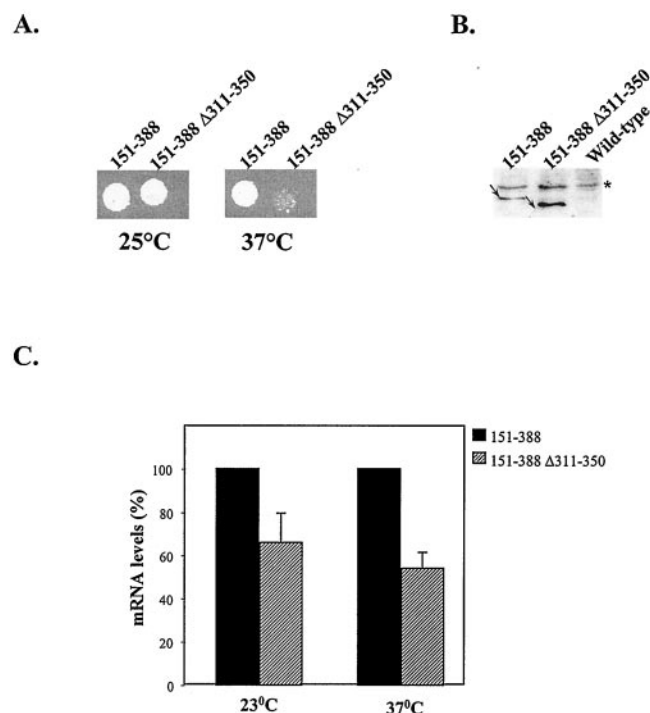 A.
B.
151-388
151-388 Δ311-350
151-388
151-388 Δ311-350
151-388
151-388 Δ311-350
Wild-type
*
25°C
37°C
C.
151-388
151-388 Δ311-350
mRNA levels (%)
100
80
60
40
20
0
23⁰C
37⁰C